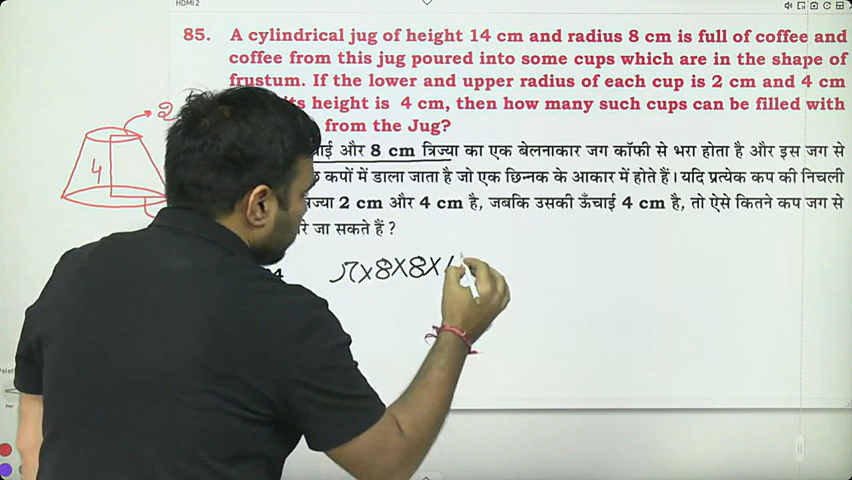 HDMI 2
85. A cylindrical jug of height 14 cm and radius 8 cm is full of coffee and
coffee from this jug poured into some cups which are in the shape of
frustum. If the lower and upper radius of each cup is 2 cm and 4 cm
height is 4 cm, then how many such cups can be filled with
from the Jug?
और 8 cm त्रिज्या का एक बेलनाकार जग कॉफी से भरा होता है और इस जग से
कपों में डाला जाता है जो एक छिन्नक के आकार में होते हैं। यदि प्रत्येक कप की निचली
2 cm और 4 cm है, जबकि उसकी ऊँचाई 4 cm है, तो ऐसे कितने कप जग से
जा सकते हैं ?
2
4
π×8×8×
Pen